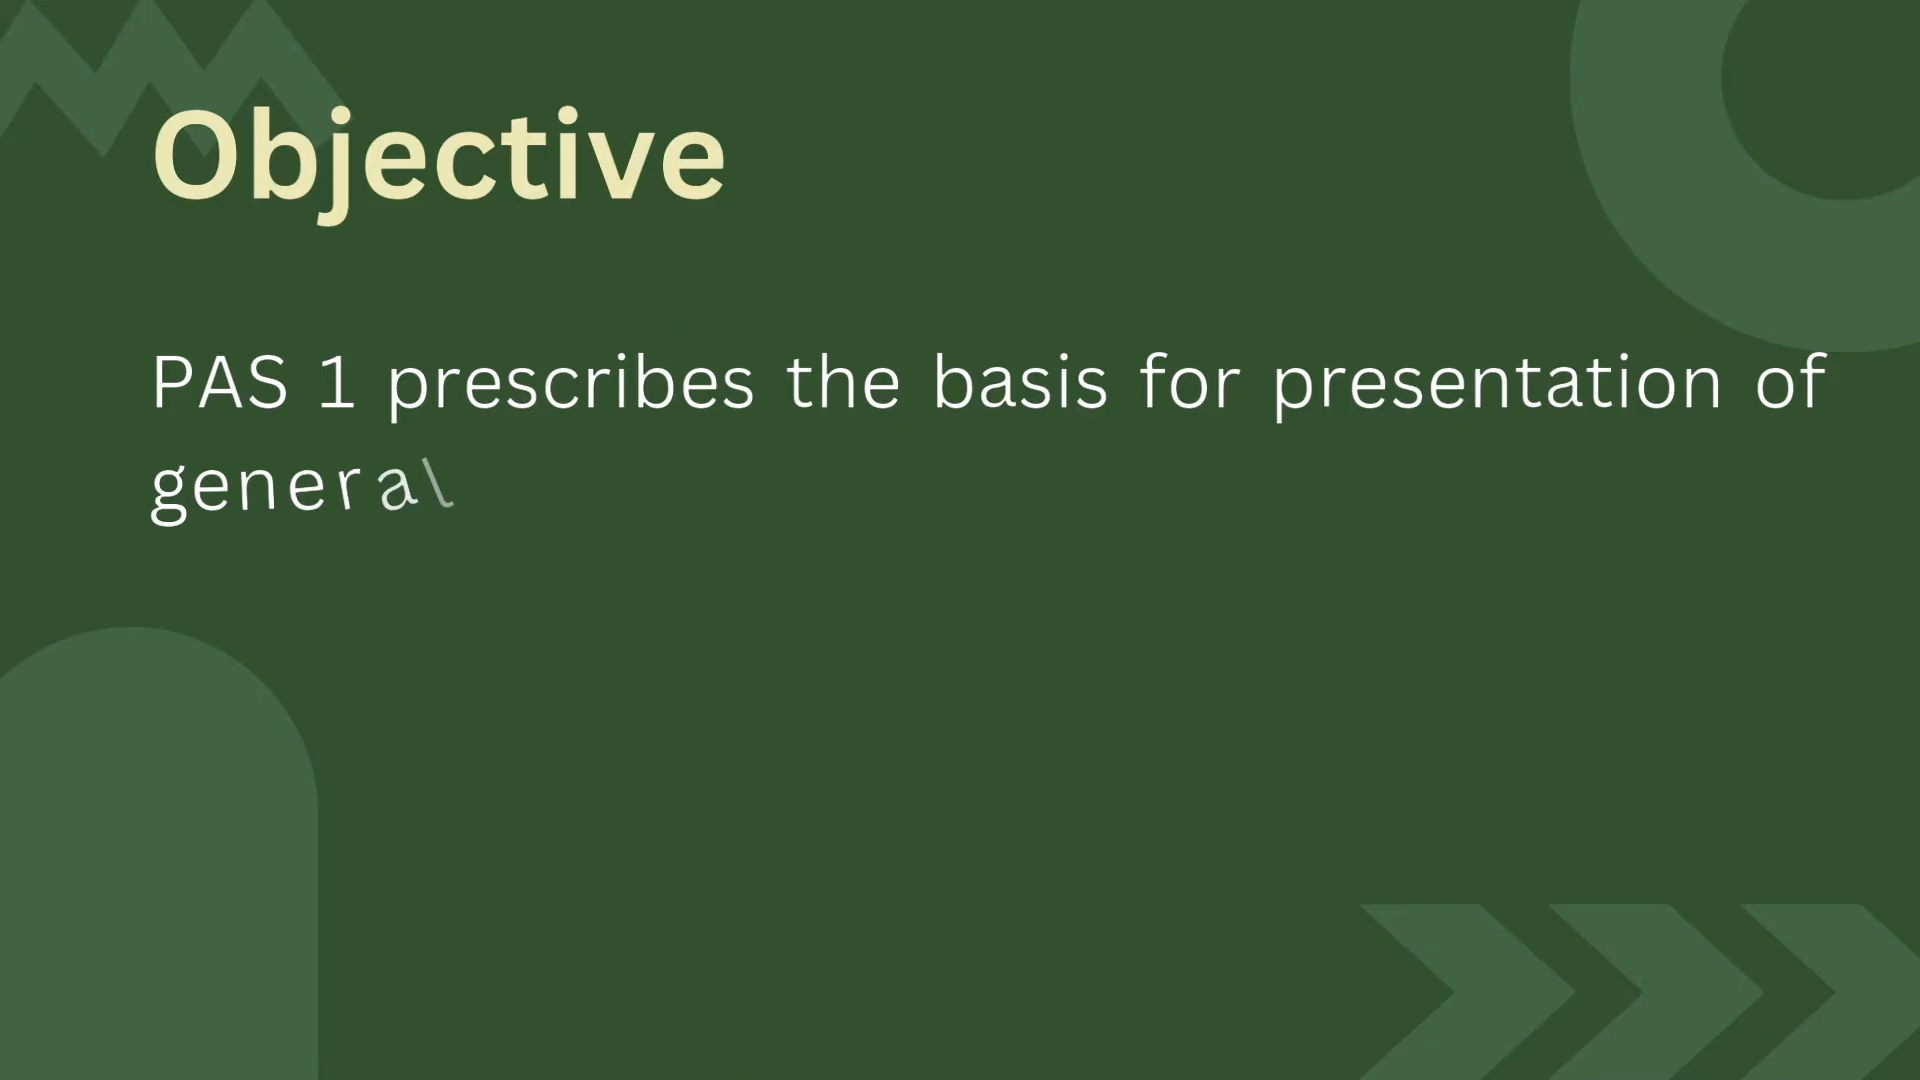 Objective
PAS 1 prescribes the basis for presentation of
general